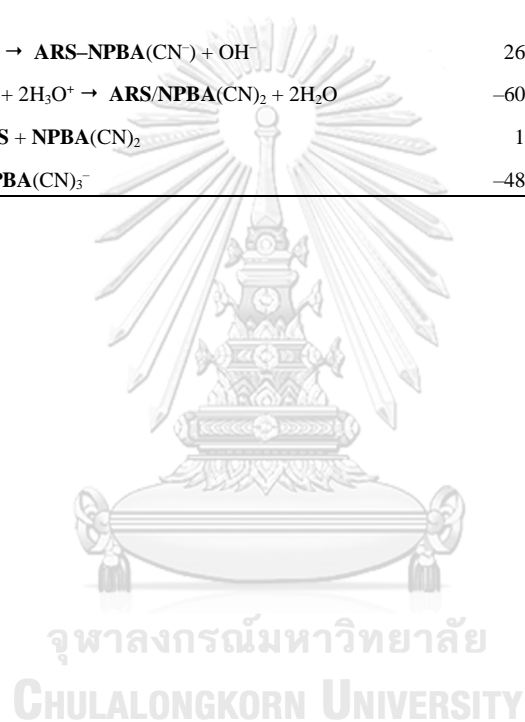 → ARS–NPBA(CN⁻) + OH⁻ 26
+ 2H₃O⁺ → ARS/NPBA(CN)₂ + 2H₂O –60
S + NPBA(CN)₂ 1
PBA(CN)₃⁻ –48
จุฬาลงกรณ์มหาวิทยาลัย
CHULALONGKORN UNIVERSITY